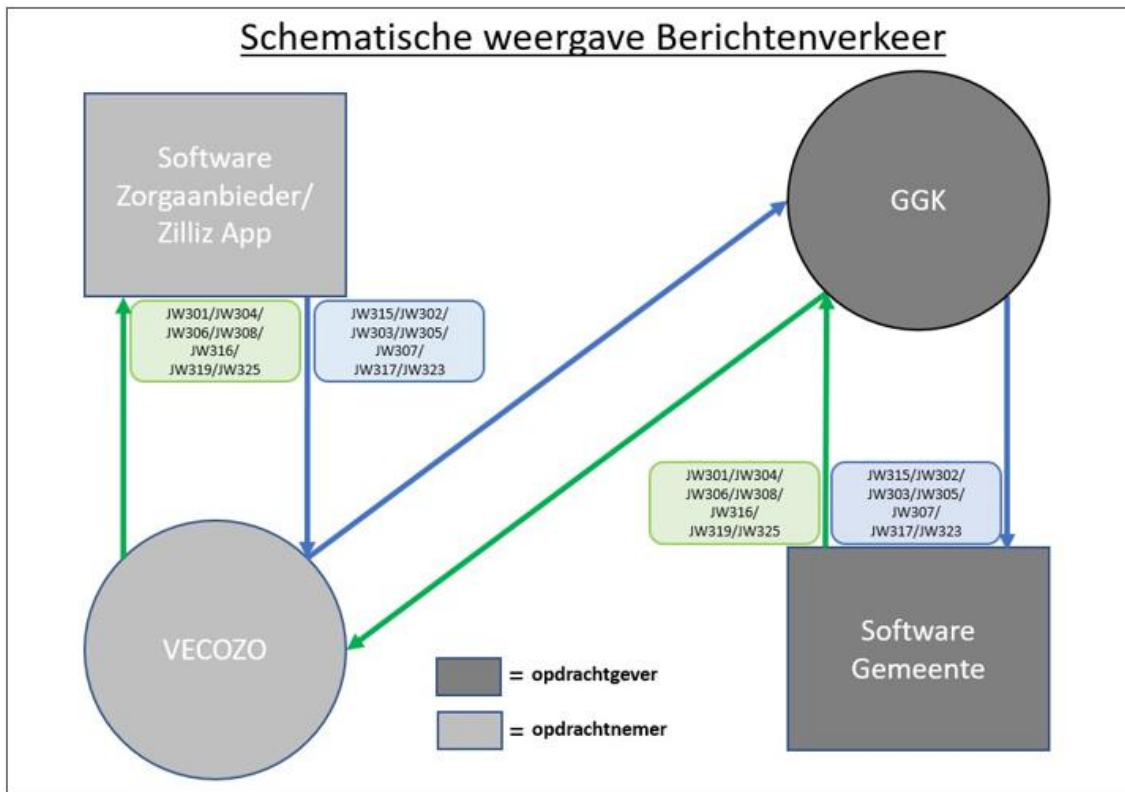 Schematische weergave Berichtenverkeer
Software
Zorgaanbieder/
Zilliz App
GGK
JW301/JW304/
JW306/JW308/
JW316/
JW319/JW325
JW315/JW302/
JW303/JW305/
JW307/
JW317/JW323
JW301/JW304/
JW306/JW308/
JW316/
JW319/JW325
JW315/JW302/
JW303/JW305/
JW307/
JW317/JW323
VECOZO
Software
Gemeente
= opdrachtgever
= opdrachtnemer